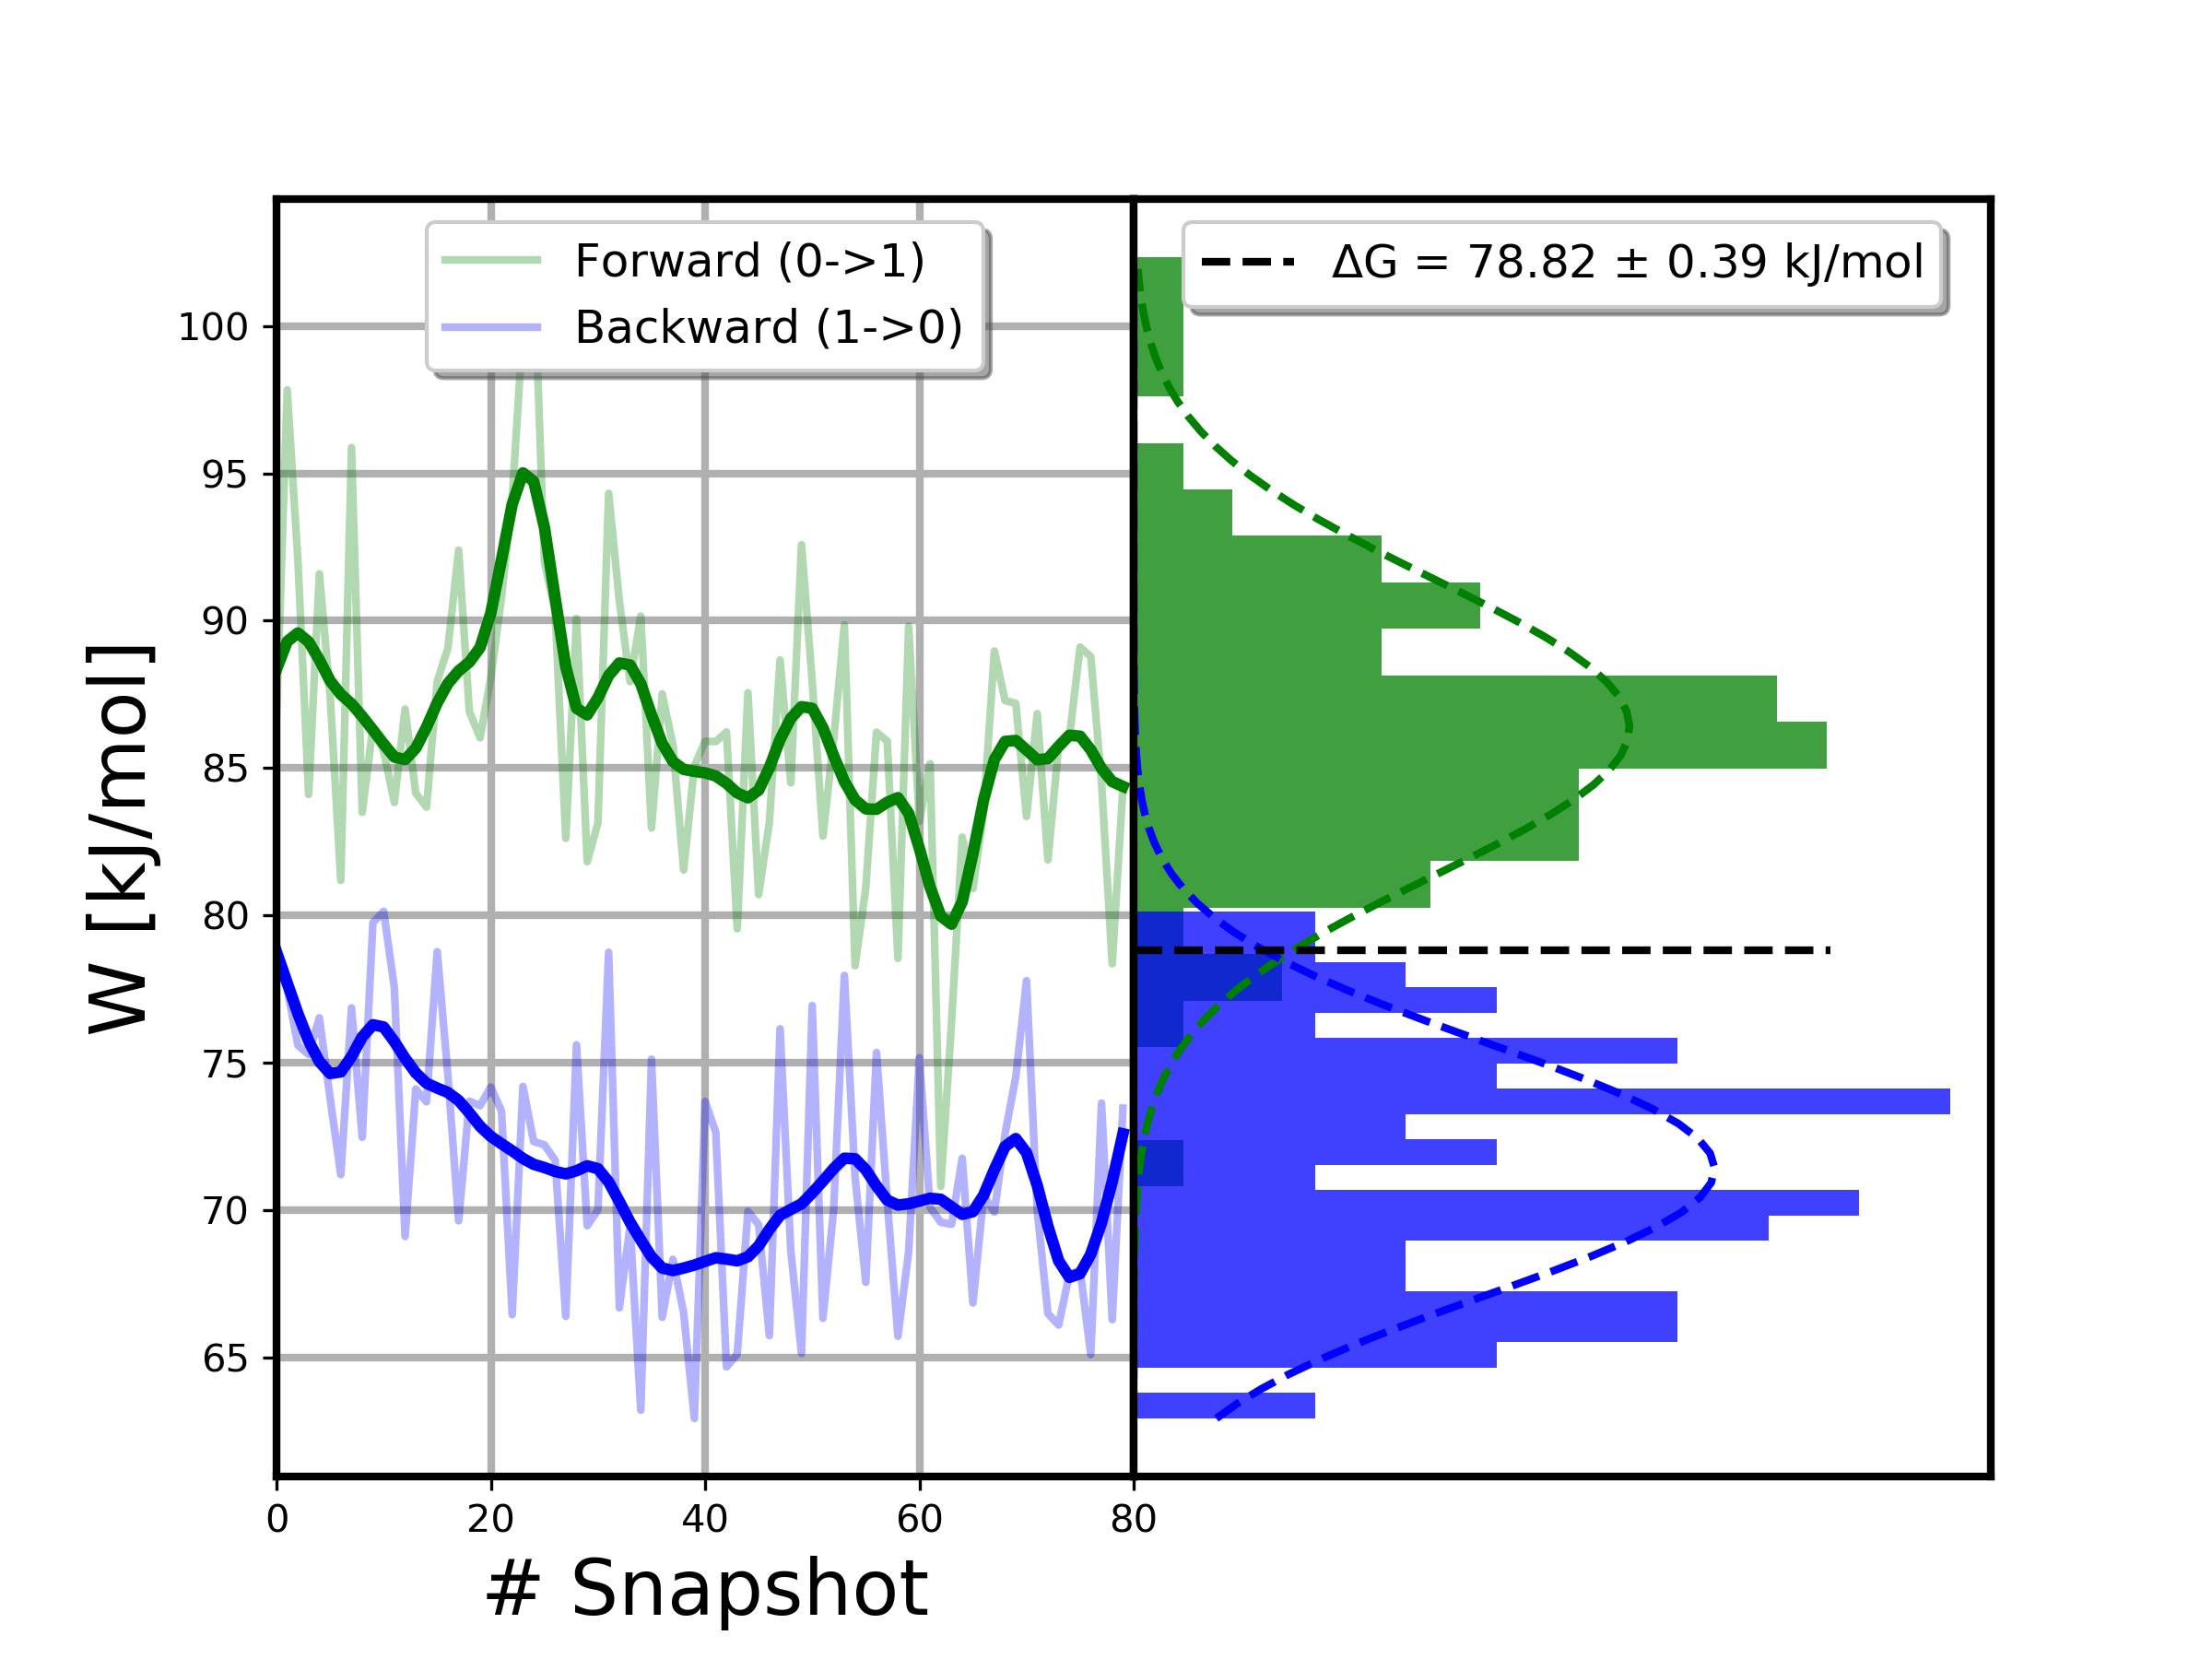 Forward (0->1)
Backward (1->0)
ΔG = 78.82 ± 0.39 kJ/mol
W [kJ/mol]
100
95
90
85
80
75
70
65
0
20
40
60
80
# Snapshot